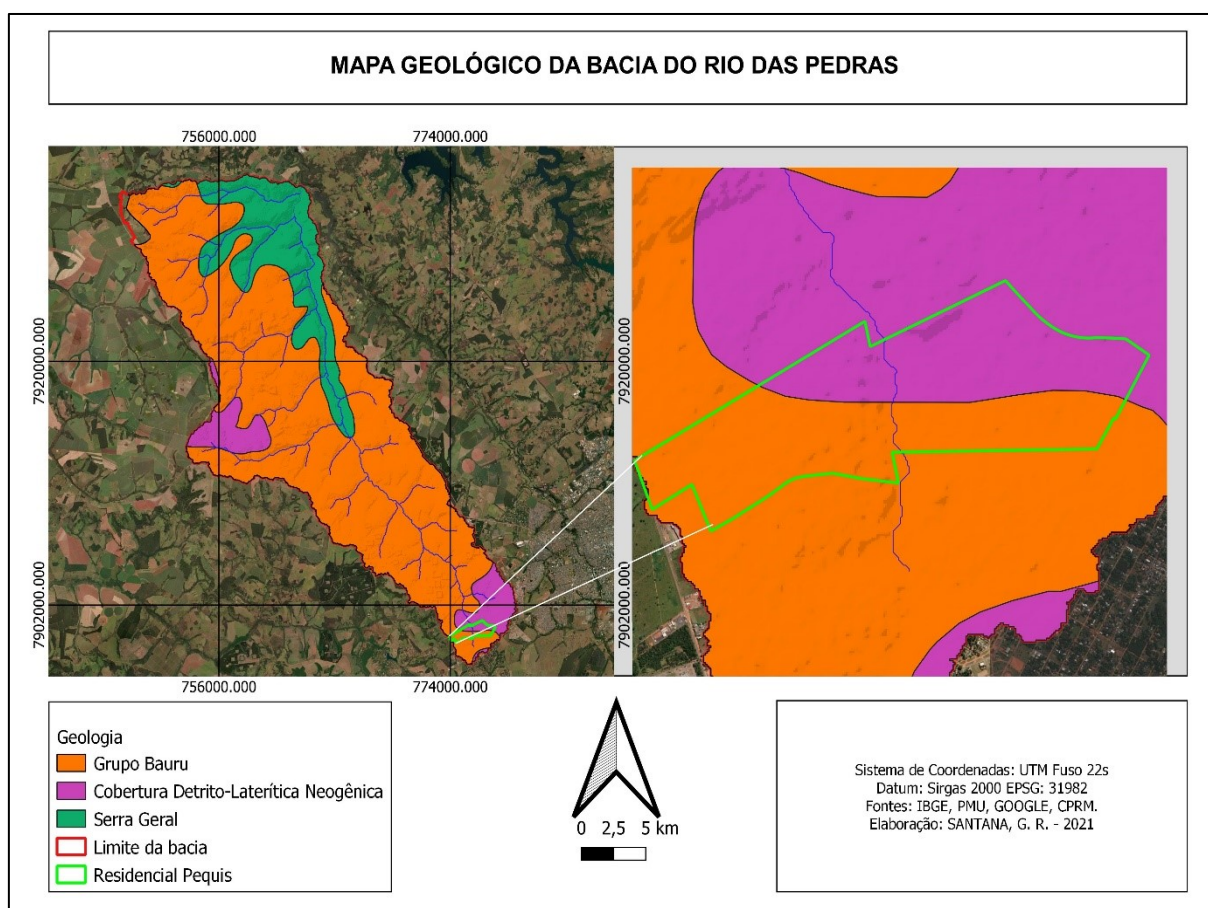 MAPA GEOLÓGICO DA BACIA DO RIO DAS PEDRAS
756000.000 774000.000
7920000.000
7902000.000
7920000.000
7902000.000
756000.000 774000.000
Geologia
Grupo Bauru
Cobertura Detrito-Laterítica Neogênica
Serra Geral
Limite da bacia
Residencial Pequis
0 2,5 5 km
Sistema de Coordenadas: UTM Fuso 22s
Datum: Sirgas 2000 EPSG: 31982
Fontes: IBGE, PMU, GOOGLE, CPRM.
Elaboração: SANTANA, G. R. - 2021